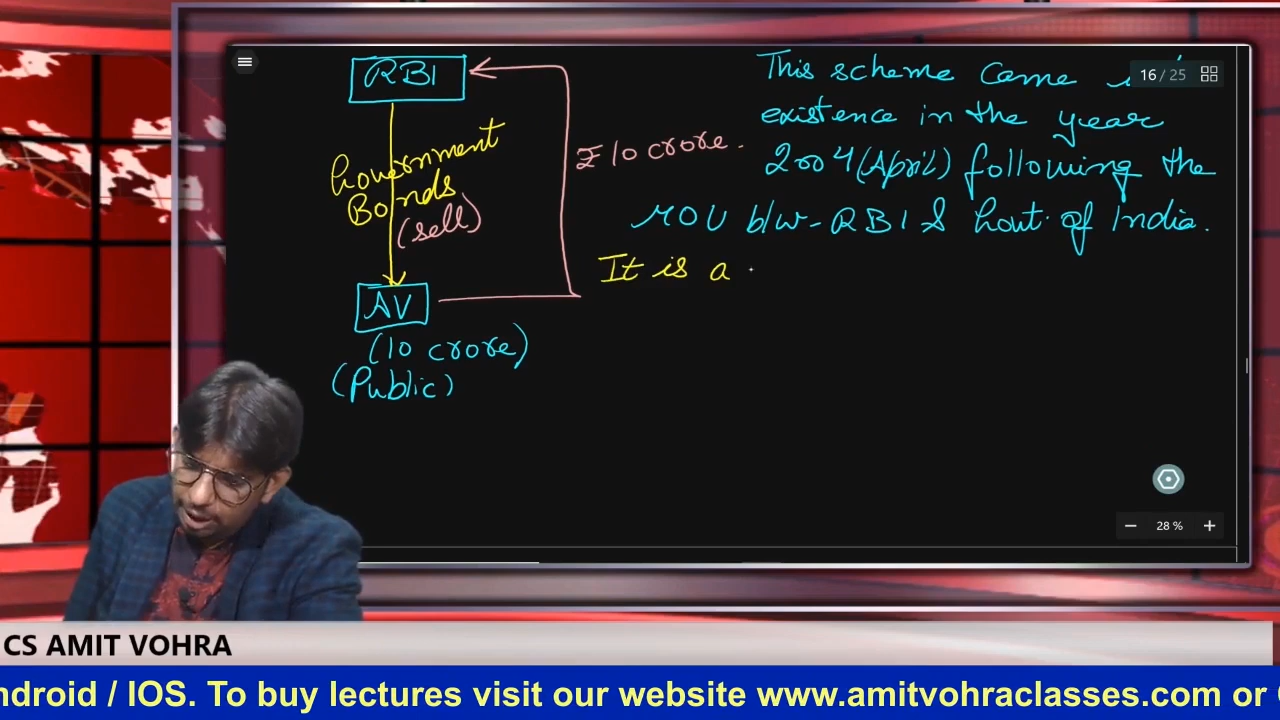 RBI
This scheme came
16 / 25
existence in the year
Government
₹ 10 crore.
2004 (April) following the
Bonds
(sell)
MOU b/w - RBI & Govt. of India.
It is a
AV
(10 crore)
(Public)
28 %
CS AMIT VOHRA
ndroid / IOS. To buy lectures visit our website www.amitvohraclasses.com or